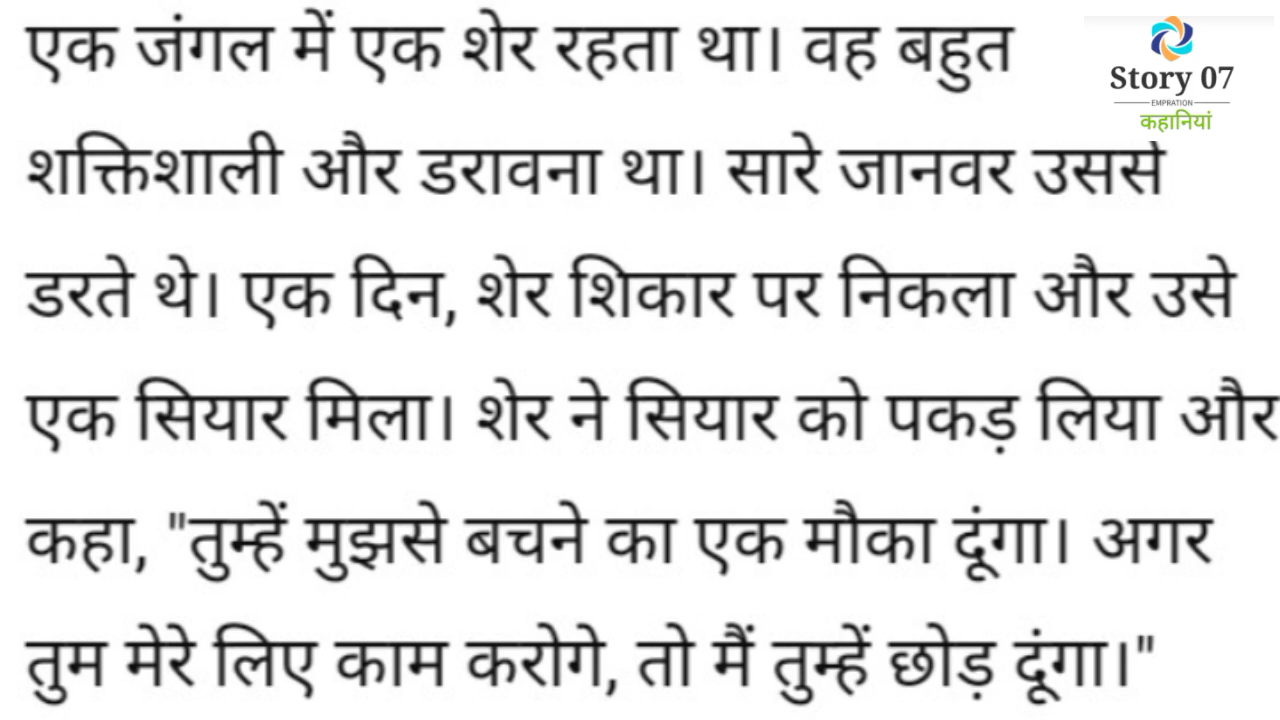 एक जंगल में एक शेर रहता था। वह बहुत
शक्तिशाली और डरावना था। सारे जानवर उससे
डरते थे। एक दिन, शेर शिकार पर निकला और उसे
एक सियार मिला। शेर ने सियार को पकड़ लिया और
कहा, "तुम्हें मुझसे बचने का एक मौका दूंगा। अगर
तुम मेरे लिए काम करोगे, तो मैं तुम्हें छोड़ दूंगा।"
Story 07
EMPRATION
कहानियां